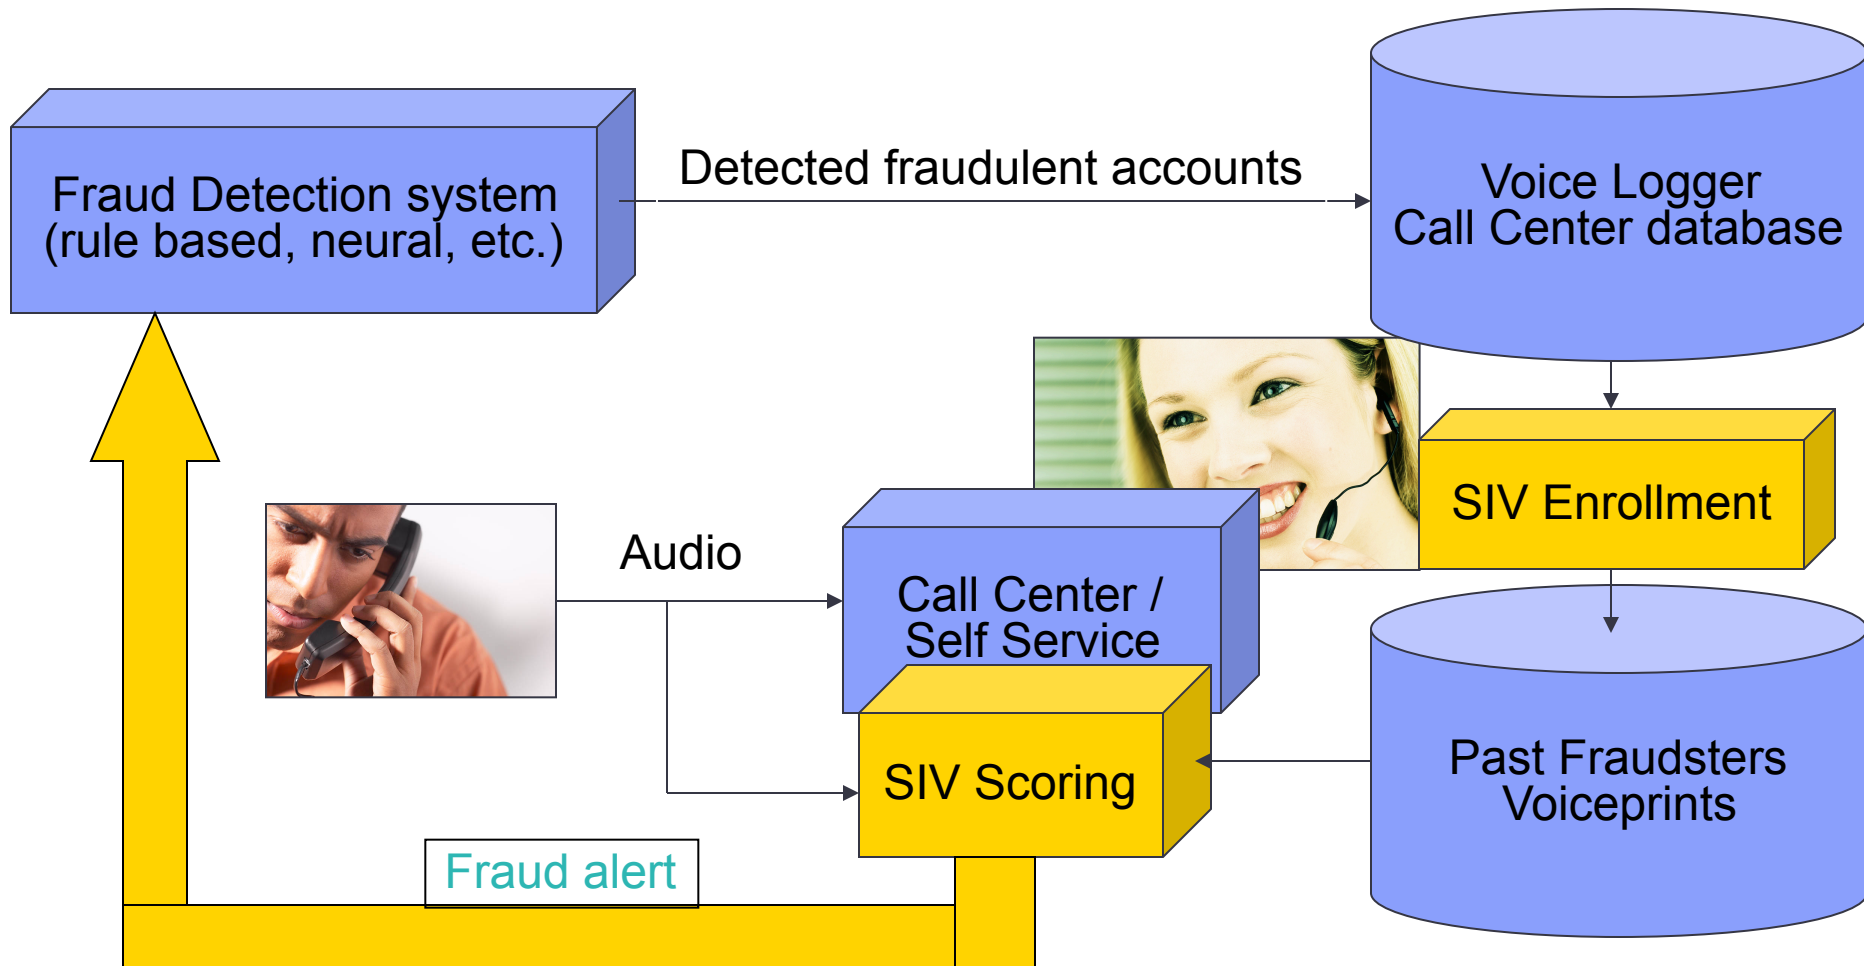 Fraud Detection system
(rule based, neural, etc.)
Detected fraudulent accounts
Voice Logger
Call Center database
SIV Enrollment
Audio
Call Center /
Self Service
SIV Scoring
Past Fraudsters
Voiceprints
Fraud alert